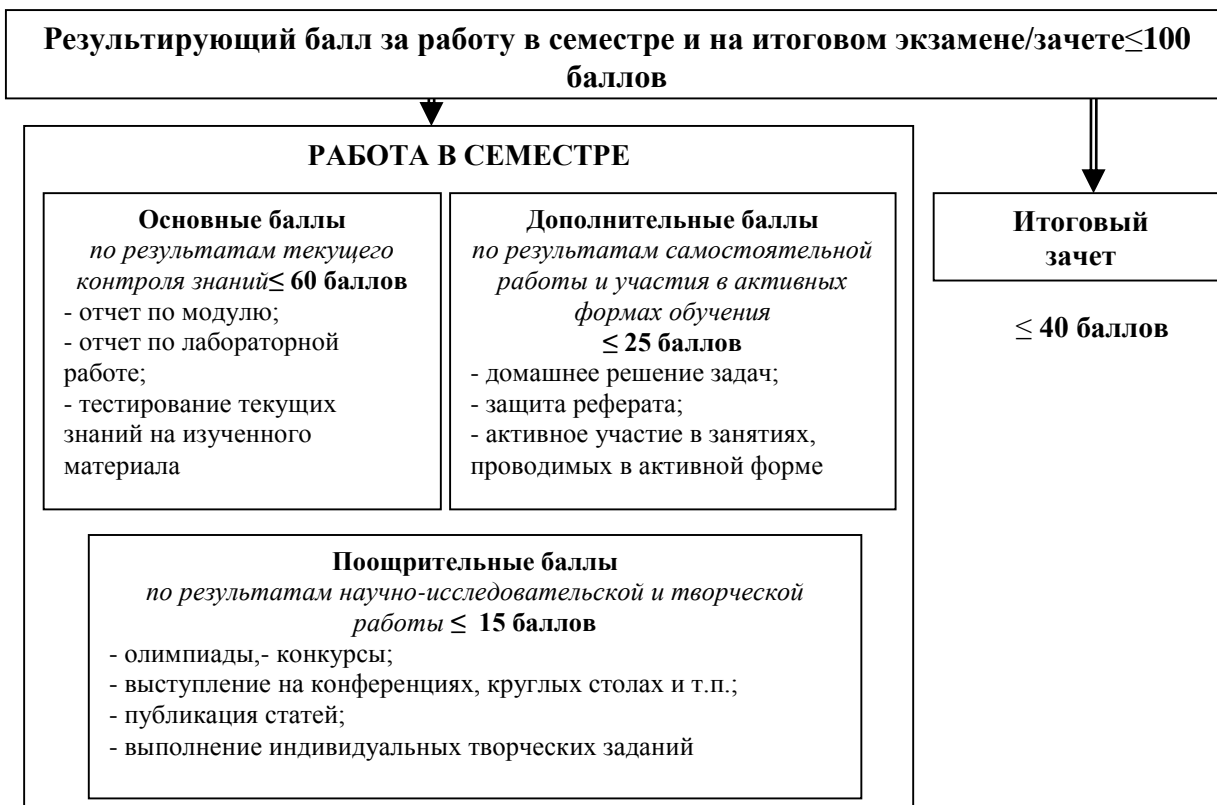 Результирующий балл за работу в семестре и на итоговом экзамене/зачете≤100
баллов
РАБОТА В СЕМЕСТРЕ
Основные баллы
по результатам текущего
контроля знаний≤ 60 баллов
- отчет по модулю;
- отчет по лабораторной
работе;
- тестирование текущих
знаний на изученного
материала
Дополнительные баллы
по результатам самостоятельной
работы и участия в активных
формах обучения
≤ 25 баллов
- домашнее решение задач;
- защита реферата;
- активное участие в занятиях,
проводимых в активной форме
Поощрительные баллы
по результатам научно-исследовательской и творческой
работы ≤ 15 баллов
- олимпиады,- конкурсы;
- выступление на конференциях, круглых столах и т.п.;
- публикация статей;
- выполнение индивидуальных творческих заданий
Итоговый
зачет
≤ 40 баллов